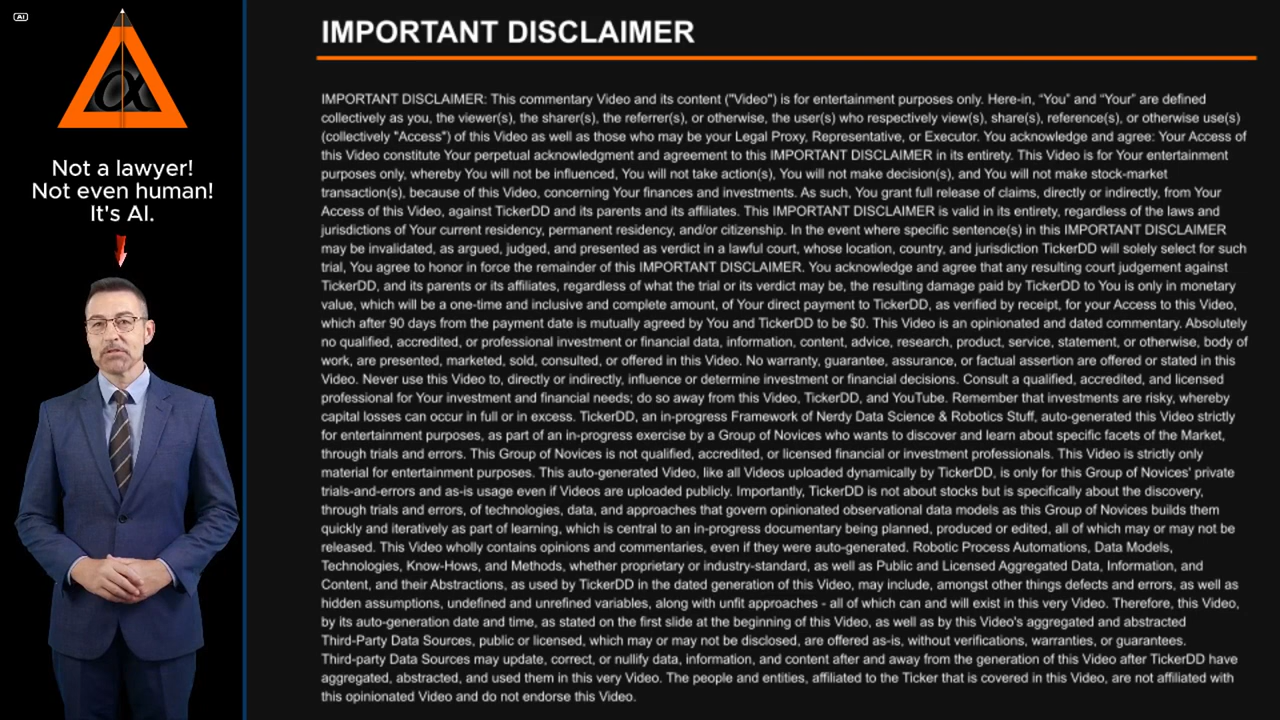 AI
α
Not a lawyer!
Not even human!
It's AI.
IMPORTANT DISCLAIMER
IMPORTANT DISCLAIMER: This commentary Video and its content ("Video") is for entertainment purposes only. Here-in, “You” and “Your” are defined
collectively as you, the viewer(s), the sharer(s), the referrer(s), or otherwise, the user(s) who respectively view(s), share(s), reference(s), or otherwise use(s)
(collectively "Access") of this Video as well as those who may be your Legal Proxy, Representative, or Executor. You acknowledge and agree: Your Access of
this Video constitute Your perpetual acknowledgment and agreement to this IMPORTANT DISCLAIMER in its entirety. This Video is for Your entertainment
purposes only, whereby You will not be influenced, You will not take action(s), You will not make decision(s), and You will not make stock-market
transaction(s), because of this Video, concerning Your finances and investments. As such, You grant full release of claims, directly or indirectly, from Your
Access of this Video, against TickerDD and its parents and its affiliates. This IMPORTANT DISCLAIMER is valid in its entirety, regardless of the laws and
jurisdictions of Your current residency, permanent residency, and/or citizenship. In the event where specific sentence(s) in this IMPORTANT DISCLAIMER
may be invalidated, as argued, judged, and presented as verdict in a lawful court, whose location, country, and jurisdiction TickerDD will solely select for such
trial, You agree to honor in force the remainder of this IMPORTANT DISCLAIMER. You acknowledge and agree that any resulting court judgement against
TickerDD, and its parents or its affiliates, regardless of what the trial or its verdict may be, the resulting damage paid by TickerDD to You is only in monetary
value, which will be a one-time and inclusive and complete amount, of Your direct payment to TickerDD, as verified by receipt, for your Access to this Video,
which after 90 days from the payment date is mutually agreed by You and TickerDD to be $0. This Video is an opinionated and dated commentary. Absolutely
no qualified, accredited, or professional investment or financial data, information, content, advice, research, product, service, statement, or otherwise, body of
work, are presented, marketed, sold, consulted, or offered in this Video. No warranty, guarantee, assurance, or factual assertion are offered or stated in this
Video. Never use this Video to, directly or indirectly, influence or determine investment or financial decisions. Consult a qualified, accredited, and licensed
professional for Your investment and financial needs; do so away from this Video, TickerDD, and YouTube. Remember that investments are risky, whereby
capital losses can occur in full or in excess. TickerDD, an in-progress Framework of Nerdy Data Science & Robotics Stuff, auto-generated this Video strictly
for entertainment purposes, as part of an in-progress exercise by a Group of Novices who wants to discover and learn about specific facets of the Market,
through trials and errors. This Group of Novices is not qualified, accredited, or licensed financial or investment professionals. This Video is strictly only
material for entertainment purposes. This auto-generated Video, like all Videos uploaded dynamically by TickerDD, is only for this Group of Novices' private
trials-and-errors and as-is usage even if Videos are uploaded publicly. Importantly, TickerDD is not about stocks but is specifically about the discovery,
through trials and errors, of technologies, data, and approaches that govern opinionated observational data models as this Group of Novices builds them
quickly and iteratively as part of learning, which is central to an in-progress documentary being planned, produced or edited, all of which may or may not be
released. This Video wholly contains opinions and commentaries, even if they were auto-generated. Robotic Process Automations, Data Models,
Technologies, Know-Hows, and Methods, whether proprietary or industry-standard, as well as Public and Licensed Aggregated Data, Information, and
Content, and their Abstractions, as used by TickerDD in the dated generation of this Video, may include, amongst other things defects and errors, as well as
hidden assumptions, undefined and unrefined variables, along with unfit approaches - all of which can and will exist in this very Video. Therefore, this Video,
by its auto-generation date and time, as stated on the first slide at the beginning of this Video, as well as by this Video's aggregated and abstracted
Third-Party Data Sources, public or licensed, which may or may not be disclosed, are offered as-is, without verifications, warranties, or guarantees.
Third-party Data Sources may update, correct, or nullify data, information, and content after and away from the generation of this Video after TickerDD have
aggregated, abstracted, and used them in this very Video. The people and entities, affiliated to the Ticker that is covered in this Video, are not affiliated with
this opinionated Video and do not endorse this Video.